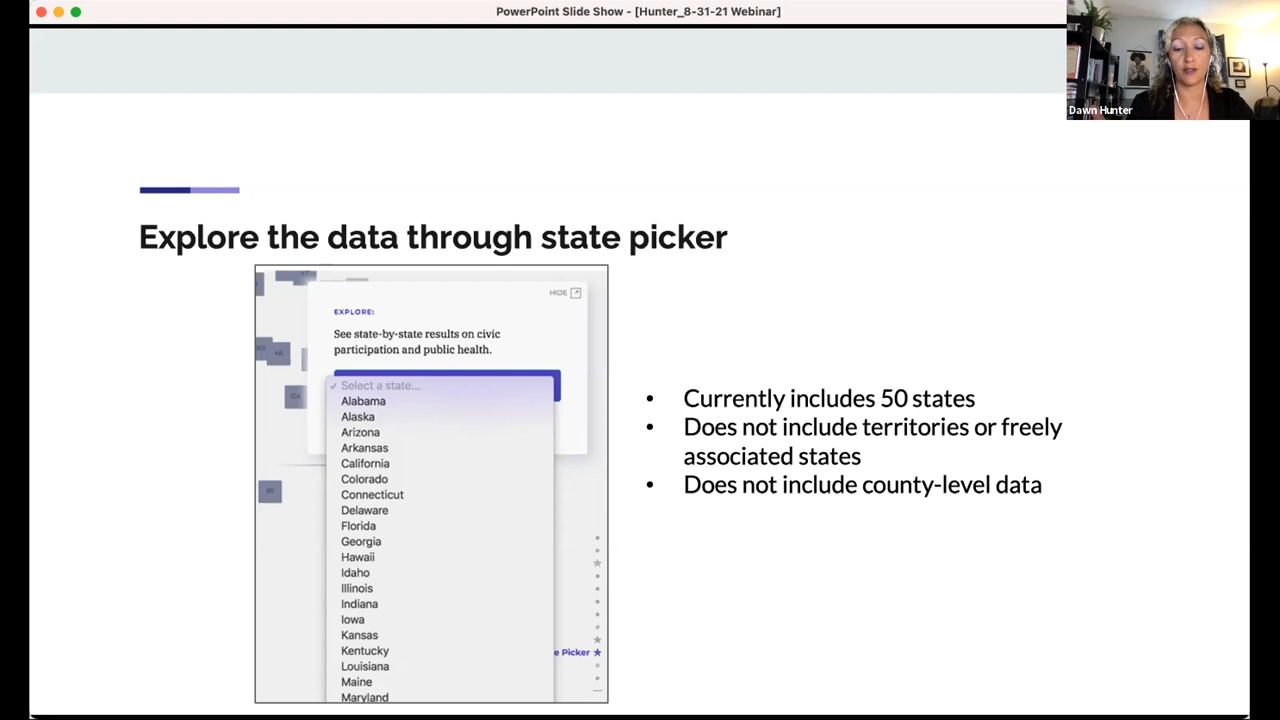 PowerPoint Slide Show - [Hunter_8-31-21 Webinar]
Dawn Hunter
Explore the data through state picker
HIDE
EXPLORE:
See state-by-state results on civic
participation and public health.
✓ Select a state...
Alabama
Alaska
Arizona
Arkansas
California
Colorado
Connecticut
Delaware
Florida
Georgia
Hawaii
Idaho
Illinois
Indiana
Iowa
Kansas
Kentucky
Louisiana
Maine
Maryland
WA
CA
e Picker
• Currently includes 50 states
• Does not include territories or freely
associated states
• Does not include county-level data